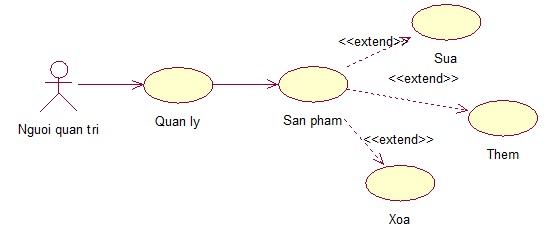 <<extend>>
Sua
<<extend>>
Nguoi quan tri
Quan ly
San pham
<<extend>>
Them
Xoa